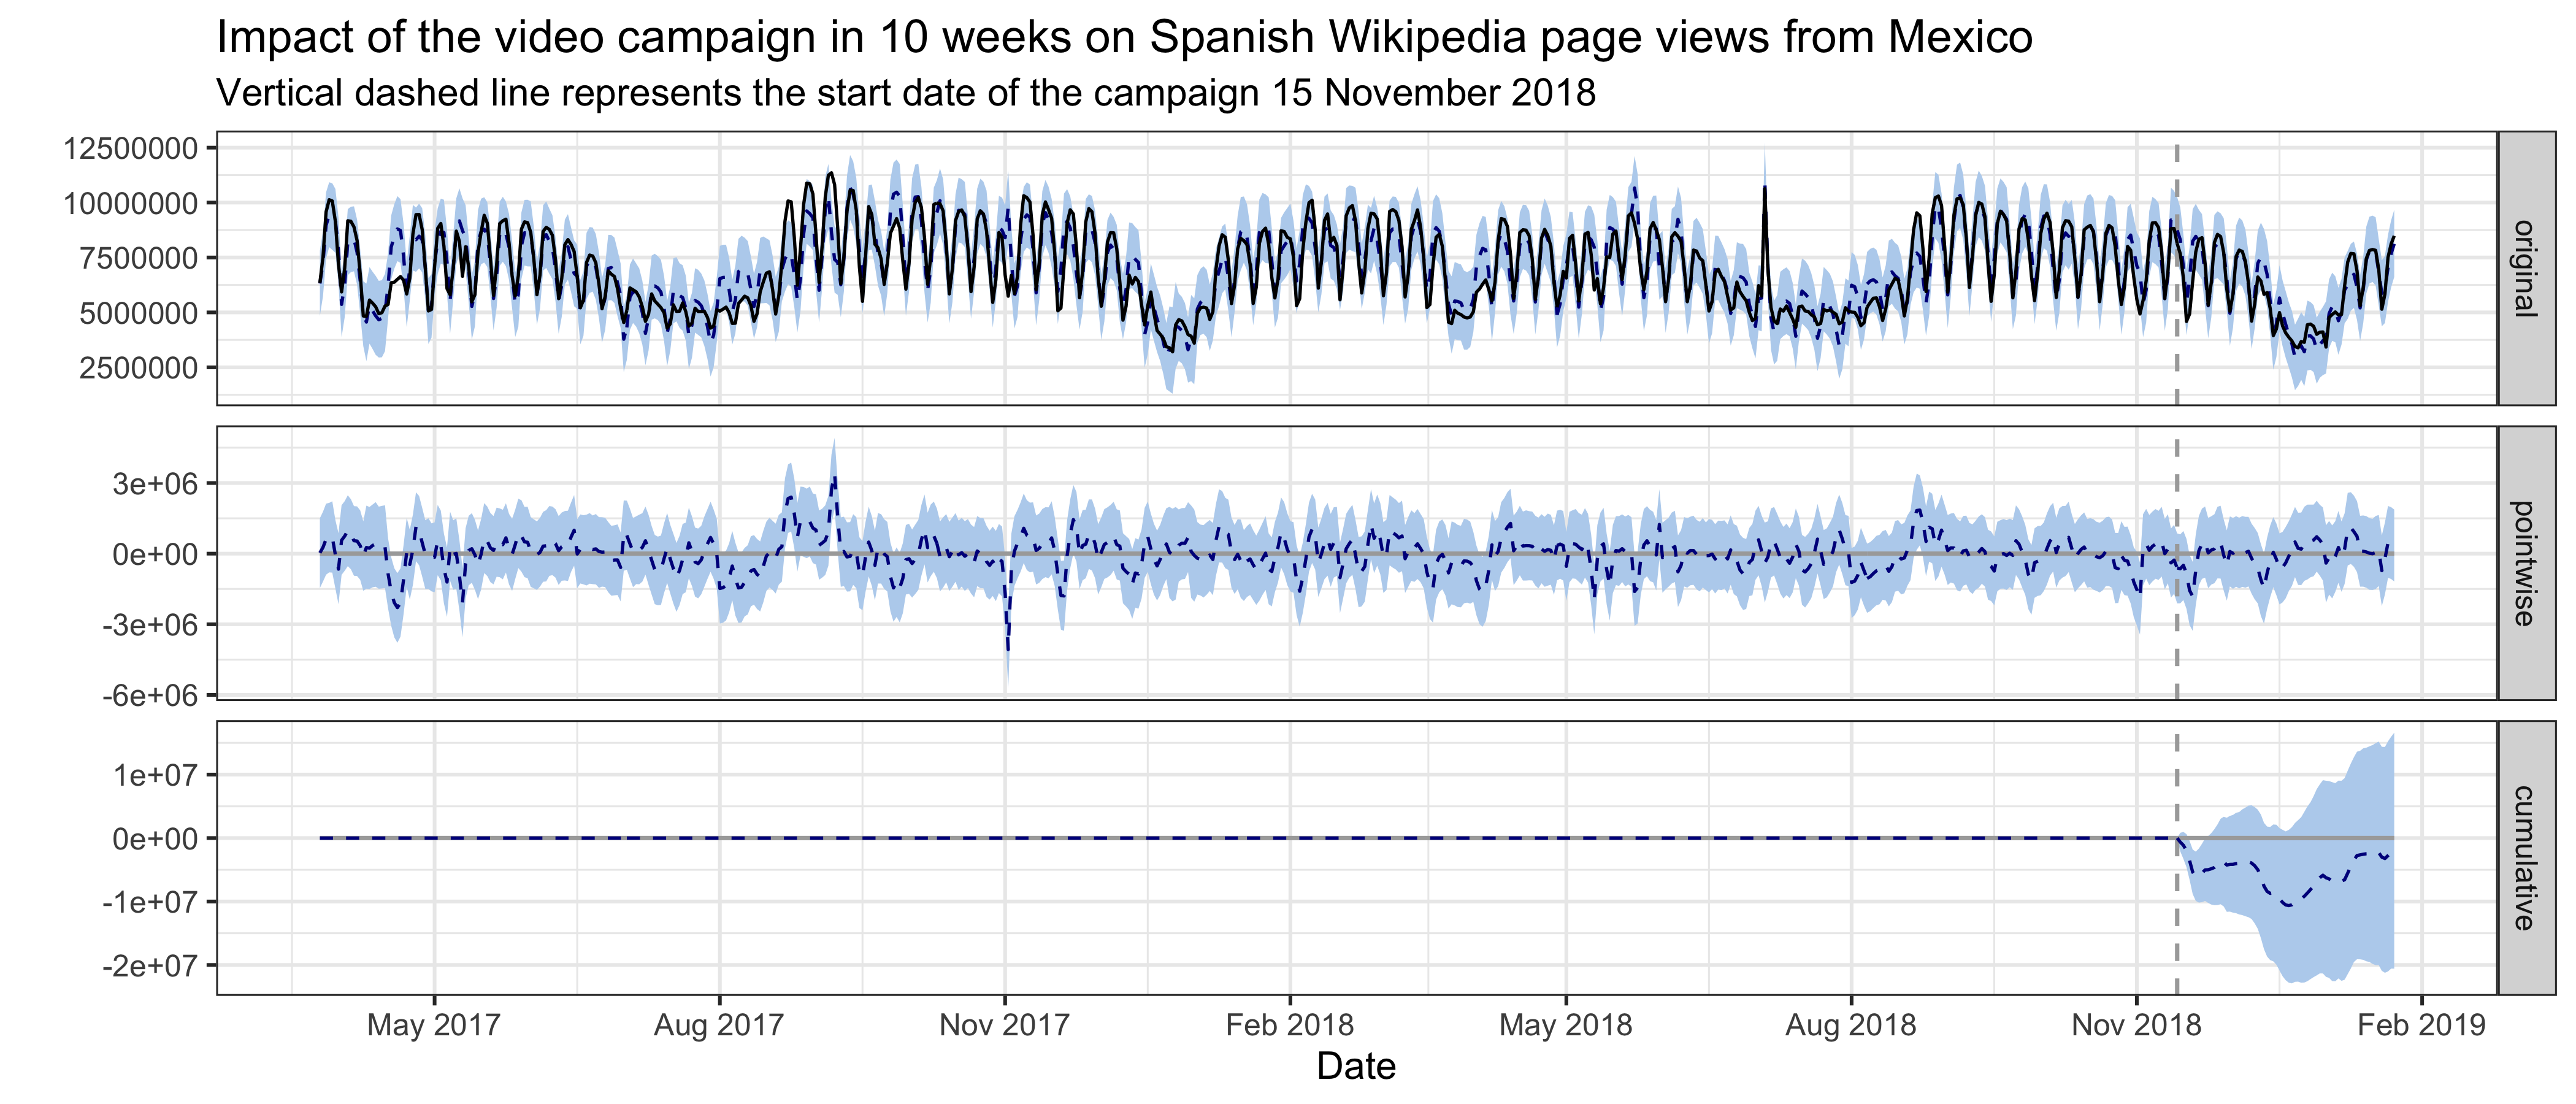 Impact of the video campaign in 10 weeks on Spanish Wikipedia page views from Mexico
Vertical dashed line represents the start date of the campaign 15 November 2018
12500000
10000000
7500000
5000000
2500000
original
3e+06
0e+00
-3e+06
-6e+06
pointwise
1e+07
0e+00
-1e+07
-2e+07
cumulative
May 2017 Aug 2017 Nov 2017 Feb 2018 May 2018 Aug 2018 Nov 2018 Feb 2019
Date